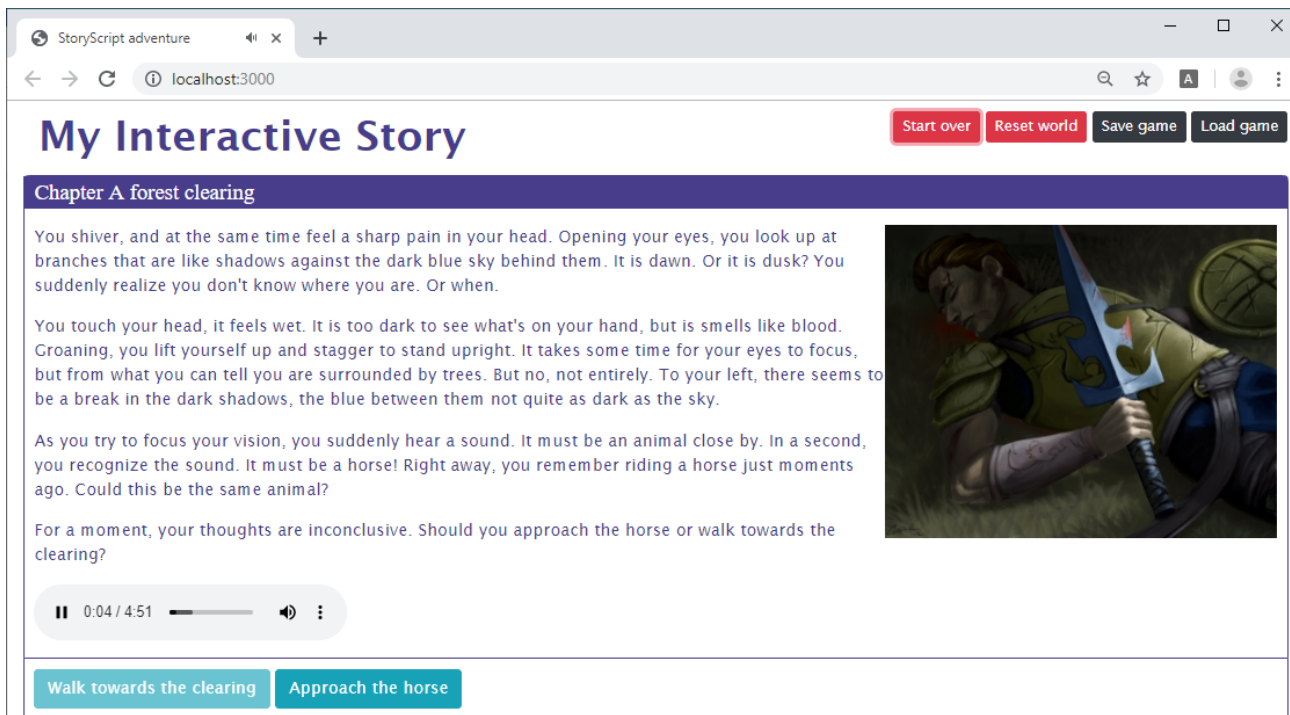 StoryScript adventure
localhost:3000
A
My Interactive Story
Start over
Reset world
Save game
Load game
Chapter A forest clearing
You shiver, and at the same time feel a sharp pain in your head. Opening your eyes, you look up at
branches that are like shadows against the dark blue sky behind them. It is dawn. Or it is dusk? You
suddenly realize you don't know where you are. Or when.
You touch your head, it feels wet. It is too dark to see what's on your hand, but is smells like blood.
Groaning, you lift yourself up and stagger to stand upright. It takes some time for your eyes to focus,
but from what you can tell you are surrounded by trees. But no, not entirely. To your left, there seems to
be a break in the dark shadows, the blue between them not quite as dark as the sky.
As you try to focus your vision, you suddenly hear a sound. It must be an animal close by. In a second,
you recognize the sound. It must be a horse! Right away, you remember riding a horse just moments
ago. Could this be the same animal?
For a moment, your thoughts are inconclusive. Should you approach the horse or walk towards the
clearing?
0:04 / 4:51
Walk towards the clearing
Approach the horse